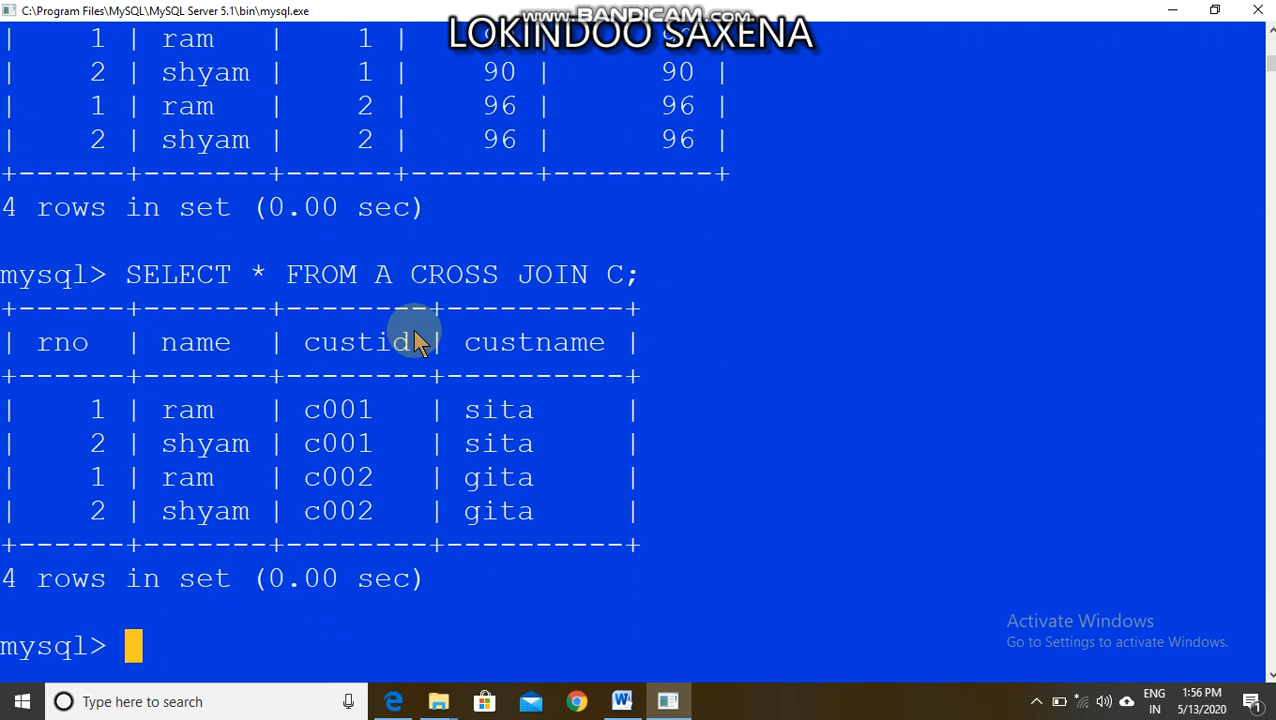 C:\Program Files\MySQL\MySQL Server 5.1\bin\mysql.exe
www.BANDICAM.com
LOKINDOO SAXENA
| 1 | ram | 1 |
| 2 | shyam | 1 | 90 | 90 |
| 1 | ram | 2 | 96 | 96 |
| 2 | shyam | 2 | 96 | 96 |
+------+-------+------+-------+---------+
4 rows in set (0.00 sec)
mysql> SELECT * FROM A CROSS JOIN C;
+------+-------+--------+----------+
| rno | name | custid | custname |
+------+-------+--------+----------+
| 1 | ram | c001 | sita |
| 2 | shyam | c001 | sita |
| 1 | ram | c002 | gita |
| 2 | shyam | c002 | gita |
+------+-------+--------+----------+
4 rows in set (0.00 sec)
mysql>
Activate Windows
Go to Settings to activate Windows.
Type here to search
ENG
IN
1:56 PM
5/13/2020
1